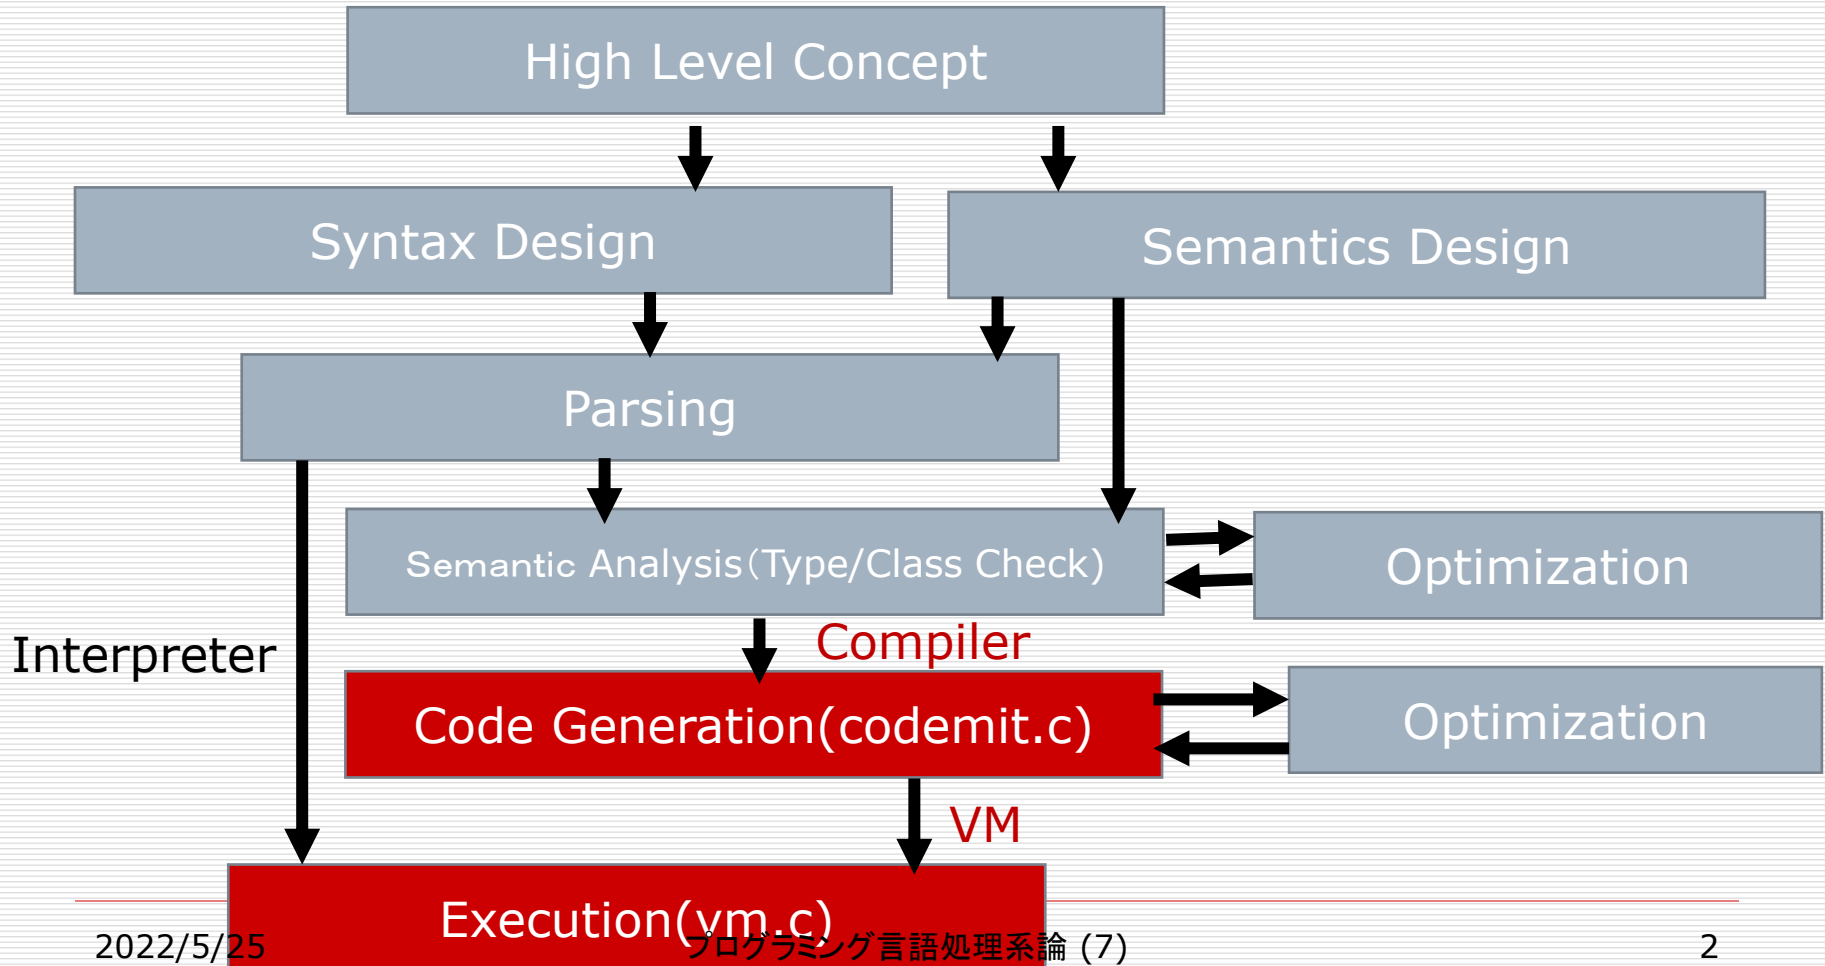 High Level Concept
Syntax Design
Semantics Design
Parsing
Semantic Analysis(Type/Class Check)
Optimization
Interpreter
Compiler
Code Generation(codemit.c)
Optimization
VM
Execution(vm.c)
2022/5/25
プログラミング言語処理系論 (7)
2